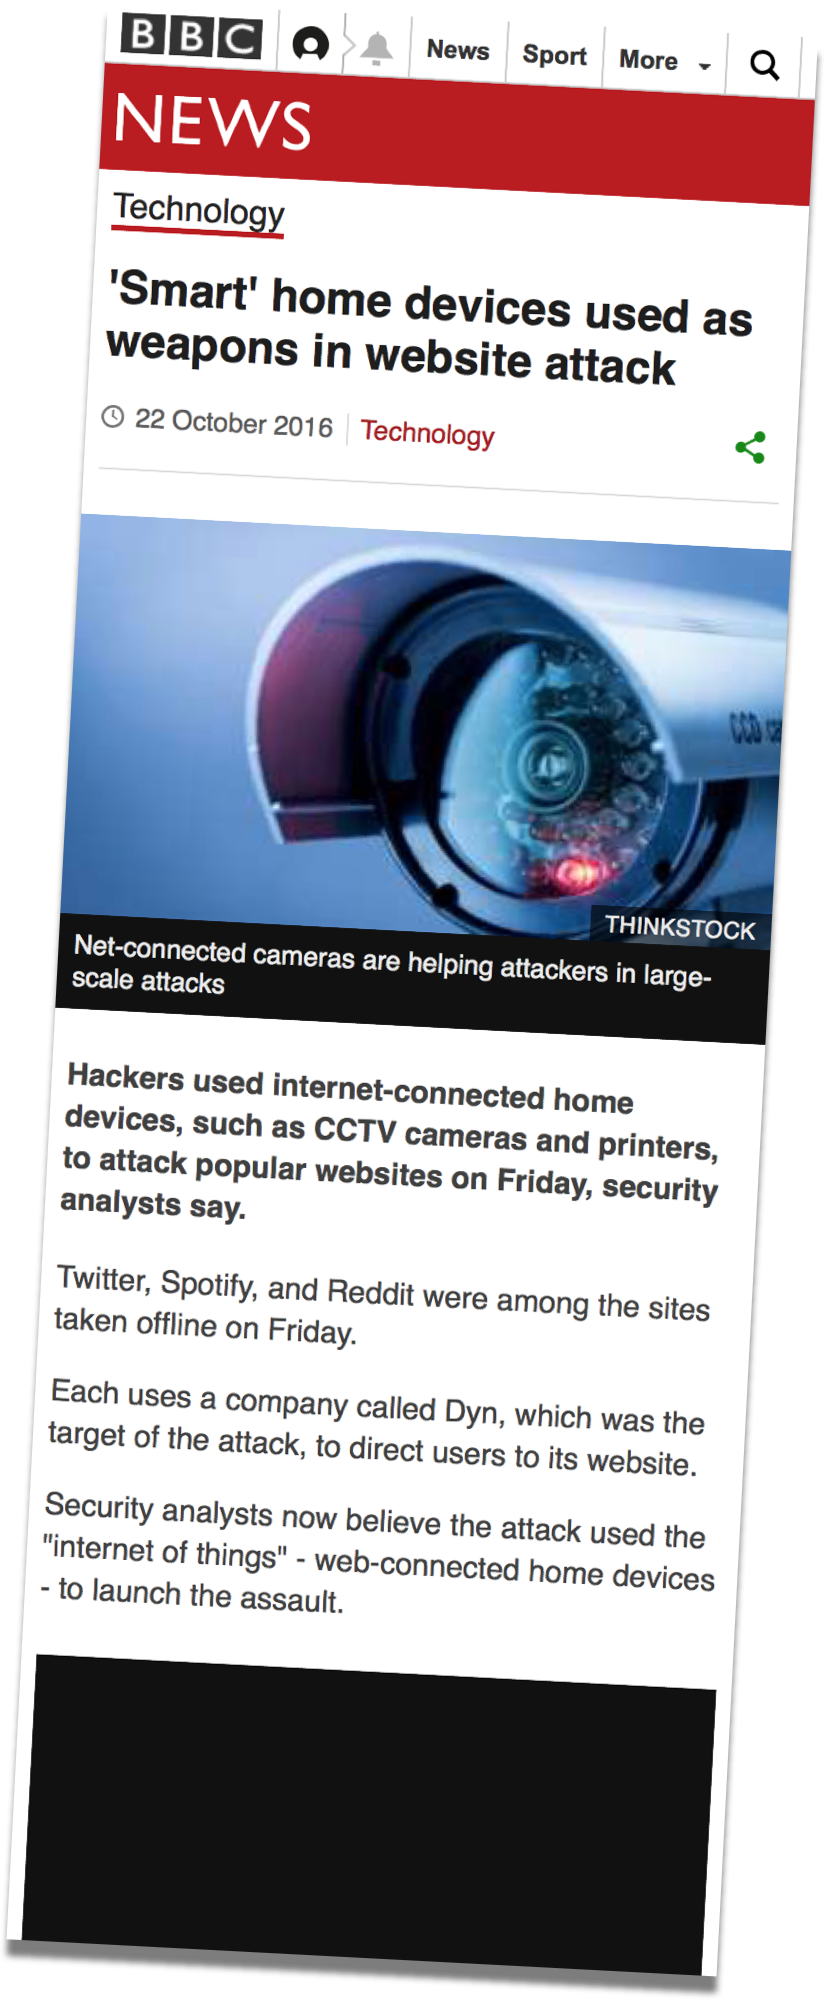 BBC News Sport More
NEWS
Technology
'Smart' home devices used as
weapons in website attack
22 October 2016 Technology
CCD
THINKSTOCK
Net-connected cameras are helping attackers in large-
scale attacks
Hackers used internet-connected home
devices, such as CCTV cameras and printers,
to attack popular websites on Friday, security
analysts say.
Twitter, Spotify, and Reddit were among the sites
taken offline on Friday.
Each uses a company called Dyn, which was the
target of the attack, to direct users to its website.
Security analysts now believe the attack used the
"internet of things" - web-connected home devices
- to launch the assault.